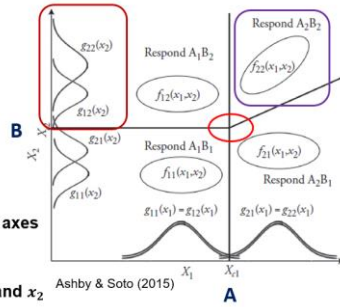 Respond A₂B₂
g₂₂(x₂)
Respond A₁B₂
f₂₂(x₁,x₂)
g₁₂(x₂)
f₁₂(x₁,x₂)
B
g₂₁(x₂)
X₂
Respond A₁B₁
f₂₁(x₁,x₂)
g₁₁(x₂)
f₁₁(x₁,x₂)
Respond A₂B₁
axes
g₁₁(x₁) = g₁₂(x₁)
g₂₁(x₁) = g₂₂(x₁)
X₁
X꜀₁
and x₂
Ashby & Soto (2015)
A